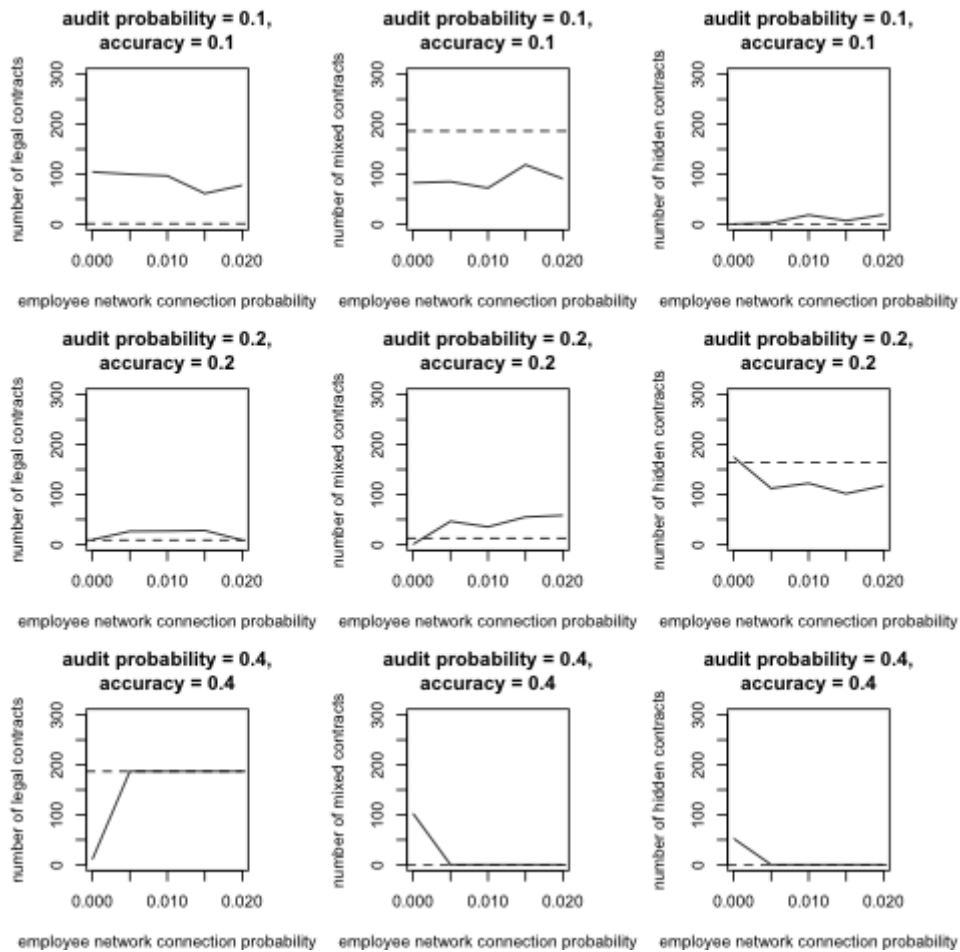 audit probability = 0.1,
accuracy = 0.1
number of legal contracts
300
200
100
0
0.000
0.010
0.020
employee network connection probability
audit probability = 0.1,
accuracy = 0.1
number of mixed contracts
300
200
100
0
0.000
0.010
0.020
employee network connection probability
audit probability = 0.1,
accuracy = 0.1
number of hidden contracts
300
200
100
0
0.000
0.010
0.020
employee network connection probability
audit probability = 0.2,
accuracy = 0.2
number of legal contracts
300
200
100
0
0.000
0.010
0.020
employee network connection probability
audit probability = 0.2,
accuracy = 0.2
number of mixed contracts
300
200
100
0
0.000
0.010
0.020
employee network connection probability
audit probability = 0.2,
accuracy = 0.2
number of hidden contracts
300
200
100
0
0.000
0.010
0.020
employee network connection probability
audit probability = 0.4,
accuracy = 0.4
number of legal contracts
300
200
100
0
0.000
0.010
0.020
employee network connection probability
audit probability = 0.4,
accuracy = 0.4
number of mixed contracts
300
200
100
0
0.000
0.010
0.020
employee network connection probability
audit probability = 0.4,
accuracy = 0.4
number of hidden contracts
300
200
100
0
0.000
0.010
0.020
employee network connection probability